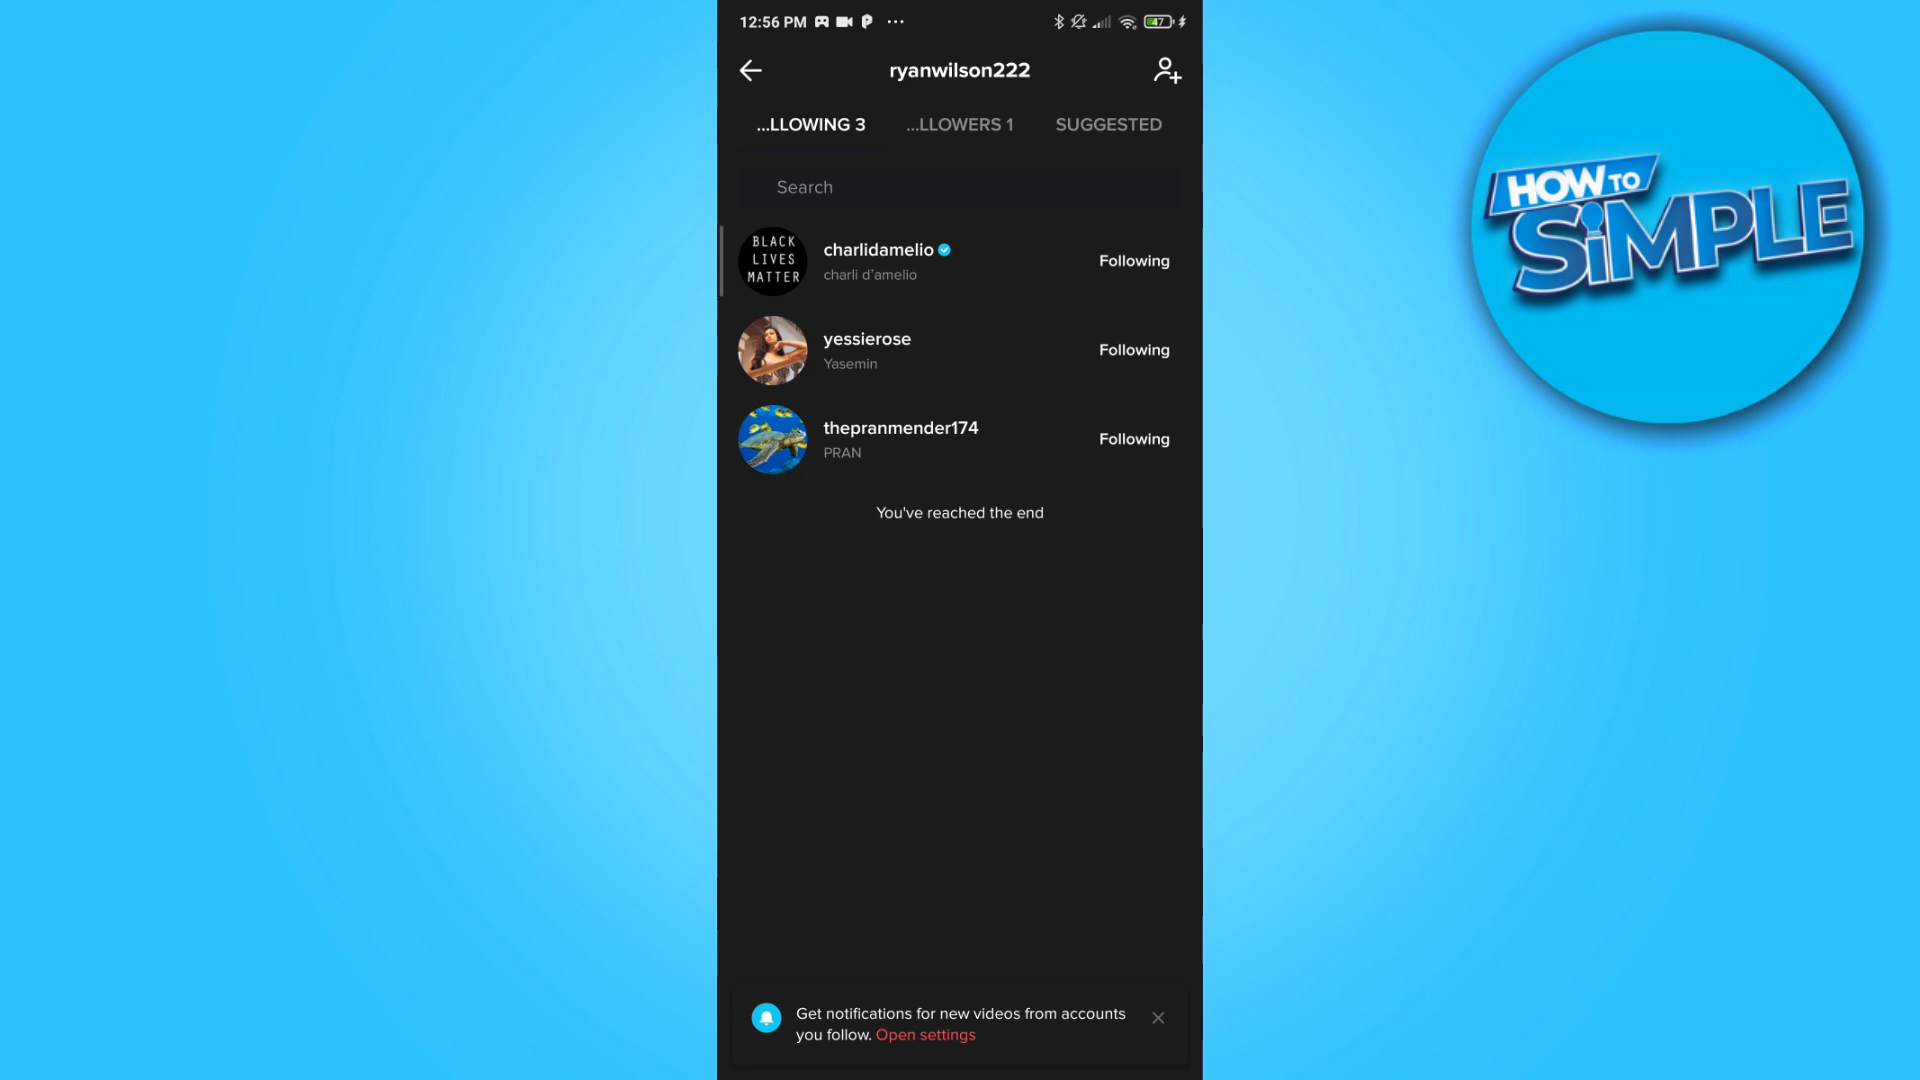 12:56 PM ...
47
ryanwilson222
...LLOWING 3 ...LLOWERS 1 SUGGESTED
Search
BLACK
LIVES
MATTER
charlidamelio
charli d'amelio
Following
yessierose
Yasemin
Following
thepranmender174
PRAN
Following
You've reached the end
Get notifications for new videos from accounts
you follow. Open settings
HOW TO
SiMPLE